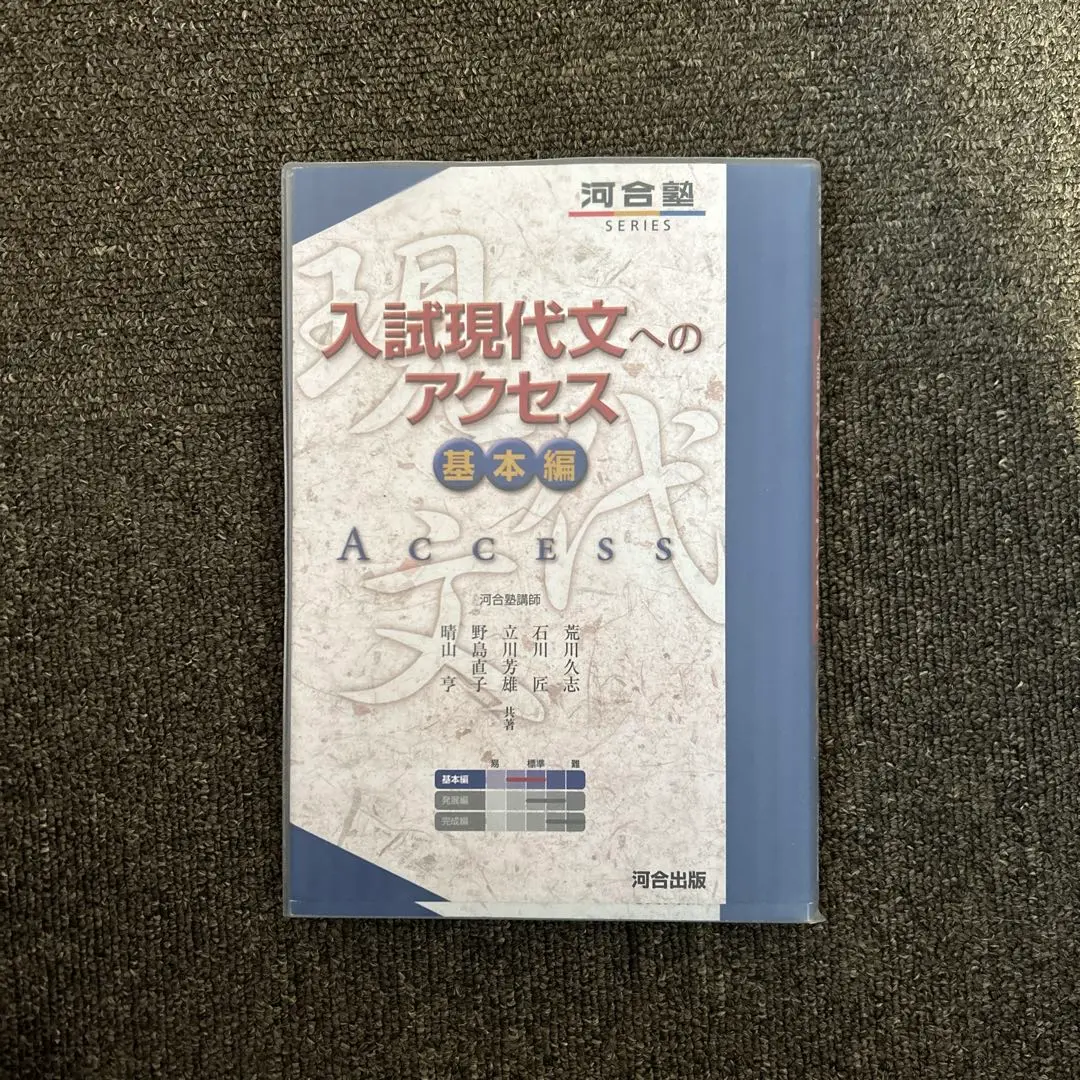 河合塾
SERIES
現代文
入試現代文への
アクセス
基本編
ACCESS
河合塾講師
荒川久志
石川 匠
立川芳雄
野島直子
晴山 亨
共著
易 標準 難
基本編
発展編
完成編
河合出版